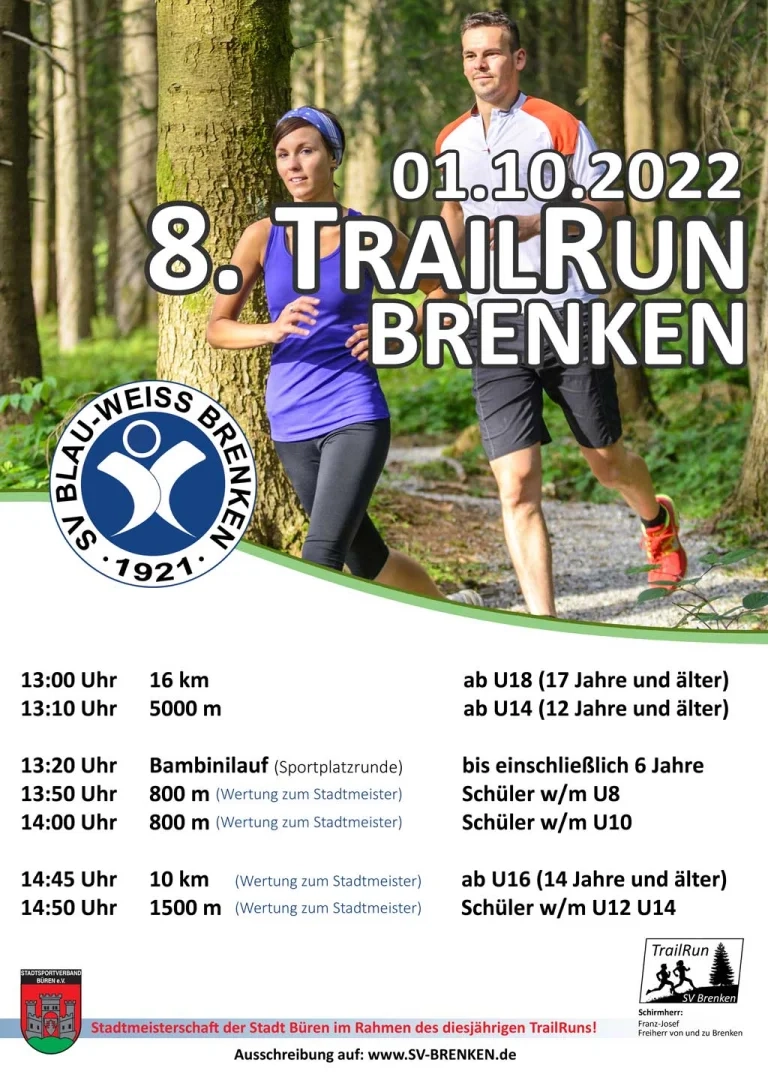 01.10.2022
8. TRAILRUN
BRENKEN
SV BLAU-WEISS BRENKEN
· 1921 ·
13:00 Uhr 16 km ab U18 (17 Jahre und älter)
13:10 Uhr 5000 m ab U14 (12 Jahre und älter)
13:20 Uhr Bambinilauf (Sportplatzrunde) bis einschließlich 6 Jahre
13:50 Uhr 800 m (Wertung zum Stadtmeister) Schüler w/m U8
14:00 Uhr 800 m (Wertung zum Stadtmeister) Schüler w/m U10
14:45 Uhr 10 km (Wertung zum Stadtmeister) ab U16 (14 Jahre und älter)
14:50 Uhr 1500 m (Wertung zum Stadtmeister) Schüler w/m U12 U14
STADTSPORTVERBAND
BÜREN e.V.
TrailRun
SV Brenken
Schirmherr:
Franz-Josef
Freiherr von und zu Brenken
Stadtmeisterschaft der Stadt Büren im Rahmen des diesjährigen TrailRuns!
Ausschreibung auf: www.SV-BRENKEN.de